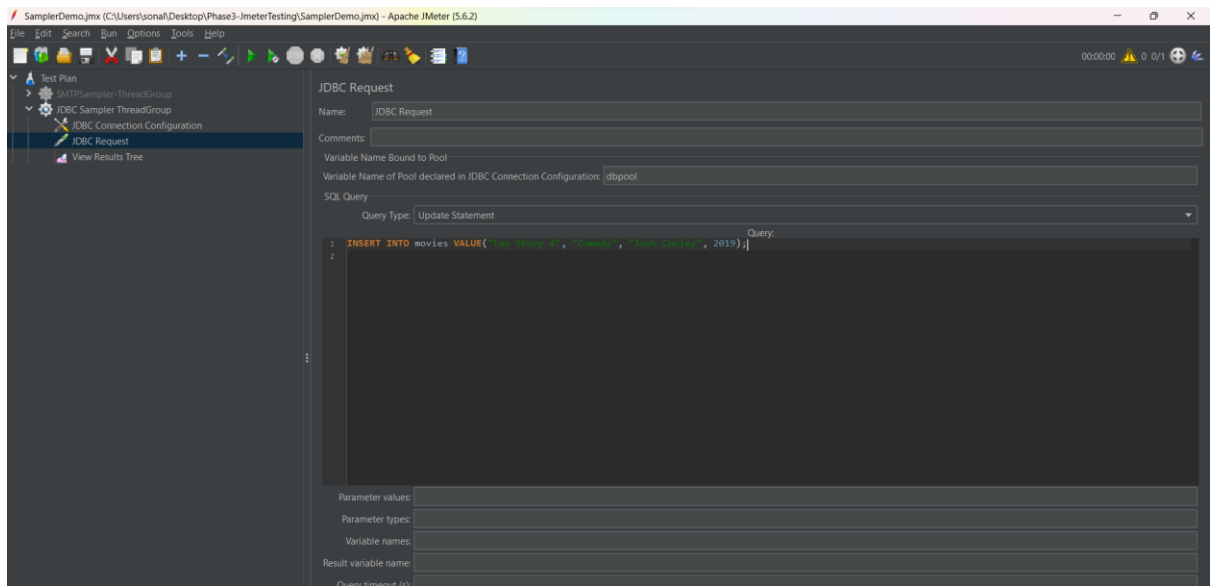 SamplerDemo.jmx (C:\Users\sonal\Desktop\Phase3-JmeterTesting\SamplerDemo.jmx) - Apache JMeter (5.6.2)
File Edit Search Run Options Tools Help
00:00:00 0 0/1
Test Plan
SMTPSampler-ThreadGroup
JDBC Sampler ThreadGroup
JDBC Connection Configuration
JDBC Request
View Results Tree
JDBC Request
Name: JDBC Request
Comments:
Variable Name Bound to Pool
Variable Name of Pool declared in JDBC Connection Configuration: dbpool
SQL Query
Query Type: Update Statement
Query:
1 INSERT INTO movies VALUE("Toy Story 4", "Comedy", "Josh Cooley", 2019);
2
Parameter values:
Parameter types:
Variable names:
Result variable name:
Query timeout (s):